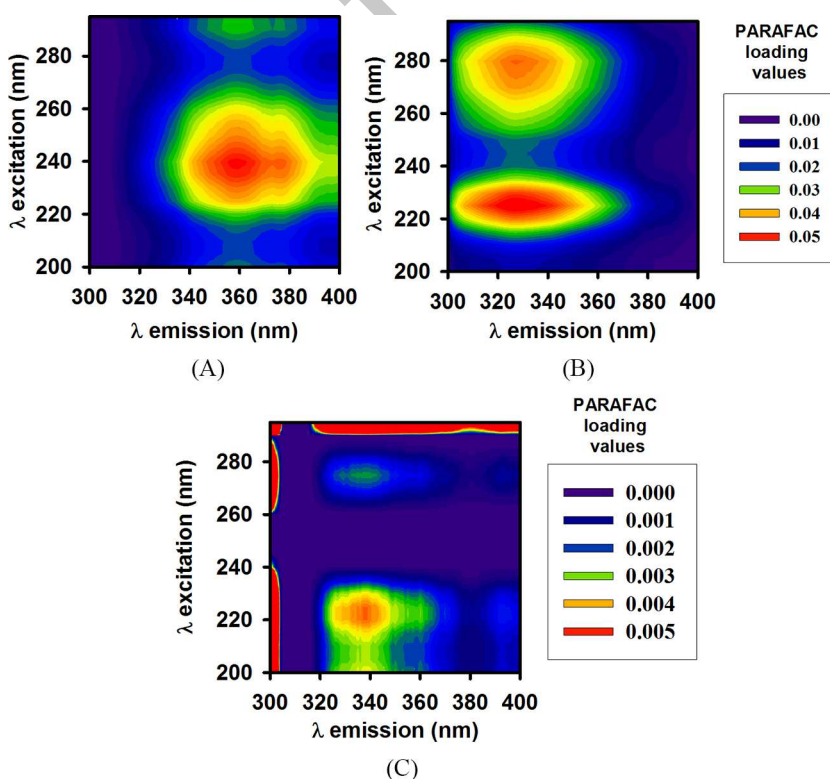 PARAFAC
loading
values
280
260
240
220
200
λ excitation (nm)
300 320 340 360 380 400
λ emission (nm)
(A)
280
260
240
220
200
λ excitation (nm)
300 320 340 360 380 400
λ emission (nm)
(B)
0.00
0.01
0.02
0.03
0.04
0.05
PARAFAC
loading
values
280
260
240
220
200
λ excitation (nm)
300 320 340 360 380 400
λ emission (nm)
0.000
0.001
0.002
0.003
0.004
0.005
(C)